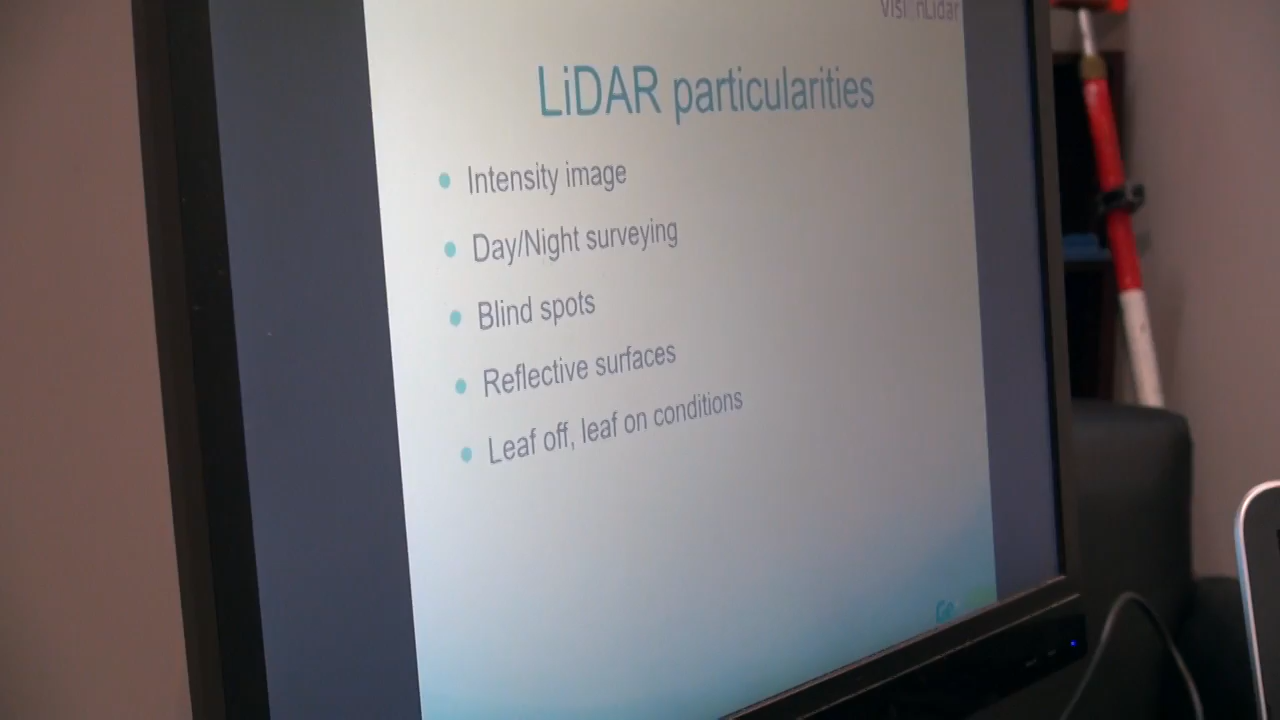 LiDAR particularities
Intensity image
Day/Night surveying
Blind spots
Reflective surfaces
Leaf off, leaf on conditions